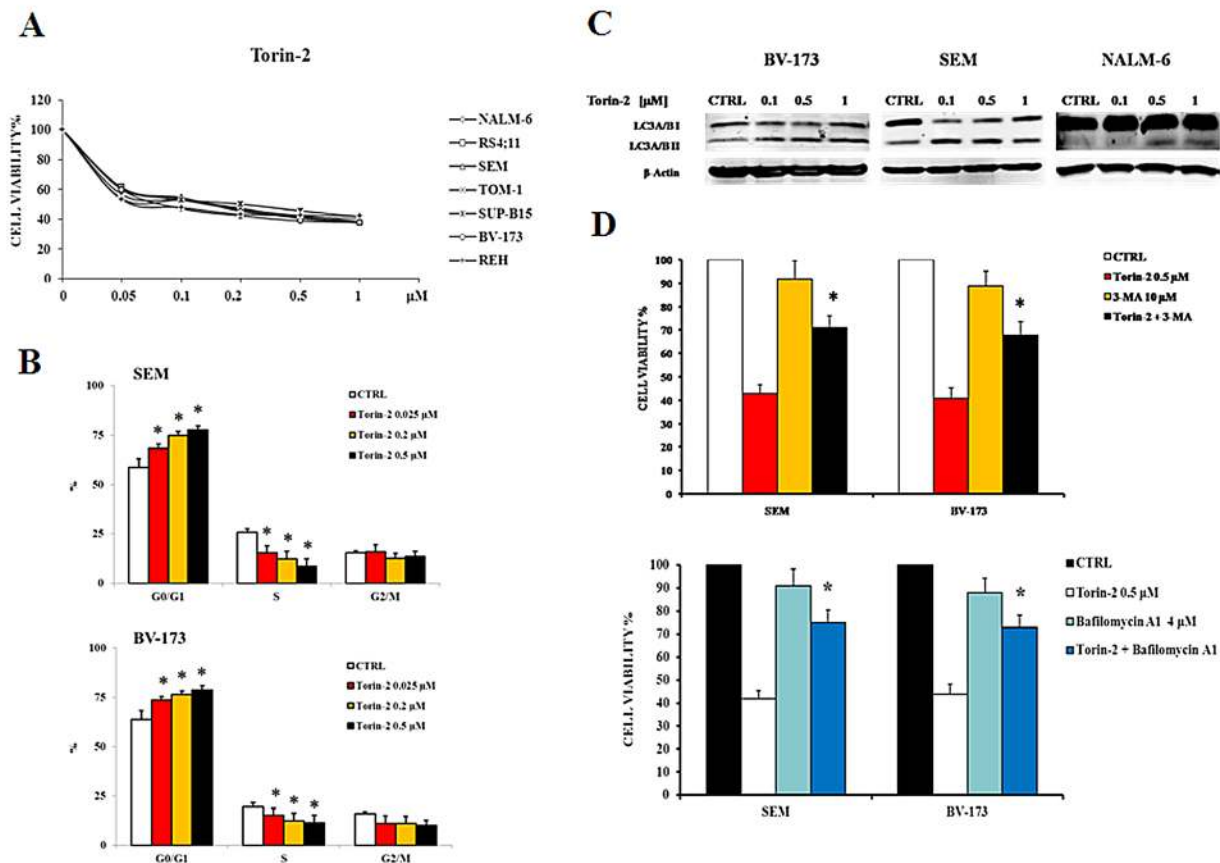 A
Torin-2
CELL VIABILITY%
120
100
80
60
40
20
0
0 0.05 0.1 0.2 0.5 1 µM
NALM-6
RS4;11
SEM
TOM-1
SUP-B15
BV-173
REH
B
SEM
%
100
75
50
25
0
G0/G1 S G2/M
* * *
* * *
CTRL
Torin-2 0.025 µM
Torin-2 0.2 µM
Torin-2 0.5 µM
BV-173
%
100
75
50
25
0
G0/G1 S G2/M
* * *
* * *
CTRL
Torin-2 0.025 µM
Torin-2 0.2 µM
Torin-2 0.5 µM
C
BV-173 SEM NALM-6
Torin-2 [µM] CTRL 0.1 0.5 1 CTRL 0.1 0.5 1 CTRL 0.1 0.5 1
LC3A/B I
LC3A/B II
β-Actin
D
CELL VIABILITY %
100
90
80
70
60
50
40
30
20
10
0
* *
SEM BV-173
CTRL
Torin-2 0.5 µM
3-MA 10 µM
Torin-2 + 3-MA
CELL VIABILITY %
100
90
80
70
60
50
40
30
20
10
0
* *
SEM BV-173
CTRL
Torin-2 0.5 µM
Bafilomycin A1 4 µM
Torin-2 + Bafilomycin A1